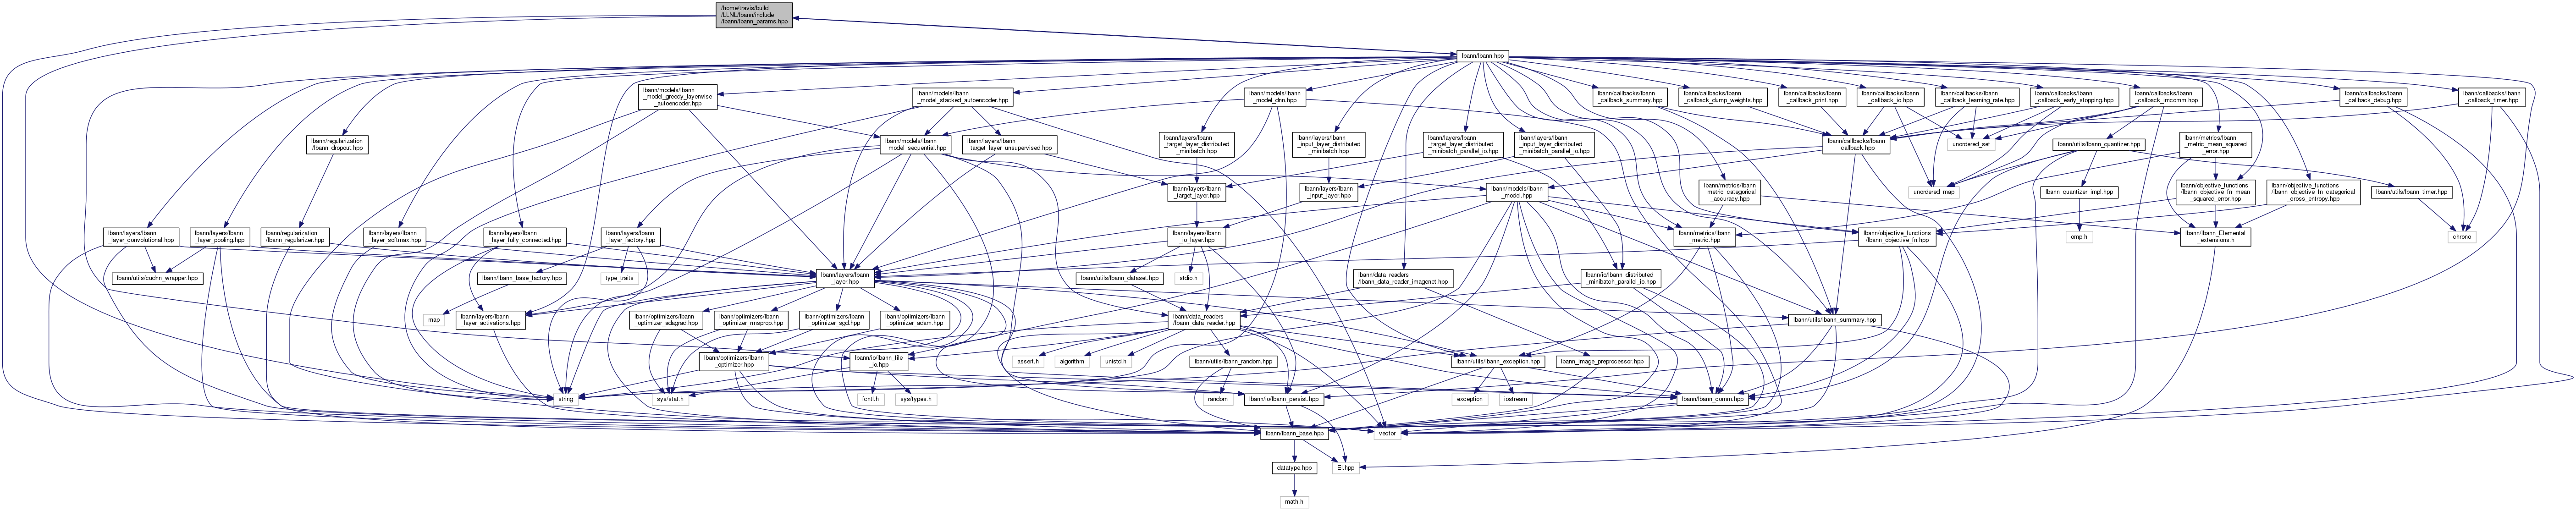 /home/travis/build
/LLNL/lbann/include
/lbann/lbann_params.hpp
lbann/lbann.hpp
lbann/models/lbann
_model_greedy_layerwise
_autoencoder.hpp
lbann/models/lbann
_model_stacked_autoencoder.hpp
lbann/models/lbann
_model_dnn.hpp
lbann/callbacks/lbann
_callback_summary.hpp
lbann/callbacks/lbann
_callback_dump_weights.hpp
lbann/callbacks/lbann
_callback_print.hpp
lbann/callbacks/lbann
_callback_io.hpp
lbann/callbacks/lbann
_callback_learning_rate.hpp
lbann/callbacks/lbann
_callback_early_stopping.hpp
lbann/callbacks/lbann
_callback_imcomm.hpp
lbann/callbacks/lbann
_callback_debug.hpp
lbann/callbacks/lbann
_callback_timer.hpp
lbann/regularization
/lbann_dropout.hpp
lbann/models/lbann
_model_sequential.hpp
lbann/layers/lbann
_target_layer_unsupervised.hpp
lbann/layers/lbann
_target_layer_distributed
_minibatch.hpp
lbann/layers/lbann
_input_layer_distributed
_minibatch.hpp
lbann/layers/lbann
_target_layer_distributed
_minibatch_parallel_io.hpp
lbann/layers/lbann
_input_layer_distributed
_minibatch_parallel_io.hpp
lbann/callbacks/lbann
_callback.hpp
unordered_set
lbann/utils/lbann_quantizer.hpp
lbann/metrics/lbann
_metric_mean_squared
_error.hpp
lbann/layers/lbann
_target_layer.hpp
lbann/layers/lbann
_input_layer.hpp
lbann/models/lbann
_model.hpp
lbann/metrics/lbann
_metric_categorical
_accuracy.hpp
unordered_map
lbann_quantizer_impl.hpp
lbann/objective_functions
/lbann_objective_fn_mean
_squared_error.hpp
lbann/objective_functions
/lbann_objective_fn_categorical
_cross_entropy.hpp
lbann/utils/lbann_timer.hpp
lbann/layers/lbann
_layer_convolutional.hpp
lbann/layers/lbann
_layer_pooling.hpp
lbann/regularization
/lbann_regularizer.hpp
lbann/layers/lbann
_layer_softmax.hpp
lbann/layers/lbann
_layer_fully_connected.hpp
lbann/layers/lbann
_layer_factory.hpp
lbann/layers/lbann
_io_layer.hpp
lbann/metrics/lbann
_metric.hpp
lbann/objective_functions
/lbann_objective_fn.hpp
omp.h
lbann/lbann_Elemental
_extensions.h
chrono
lbann/utils/cudnn_wrapper.hpp
lbann/lbann_base_factory.hpp
type_traits
lbann/layers/lbann
_layer.hpp
lbann/utils/lbann_dataset.hpp
stdio.h
lbann/data_readers
/lbann_data_reader_imagenet.hpp
lbann/io/lbann_distributed
_minibatch_parallel_io.hpp
map
lbann/layers/lbann
_layer_activations.hpp
lbann/optimizers/lbann
_optimizer_adagrad.hpp
lbann/optimizers/lbann
_optimizer_rmsprop.hpp
lbann/optimizers/lbann
_optimizer_sgd.hpp
lbann/optimizers/lbann
_optimizer_adam.hpp
lbann/data_readers
/lbann_data_reader.hpp
lbann/utils/lbann_summary.hpp
lbann/optimizers/lbann
_optimizer.hpp
lbann/io/lbann_file
_io.hpp
assert.h
algorithm
unistd.h
lbann/utils/lbann_random.hpp
lbann/utils/lbann_exception.hpp
lbann_image_preprocessor.hpp
string
sys/stat.h
fcntl.h
sys/types.h
random
lbann/io/lbann_persist.hpp
exception
iostream
lbann/lbann_comm.hpp
lbann/lbann_base.hpp
vector
datatype.hpp
El.hpp
math.h